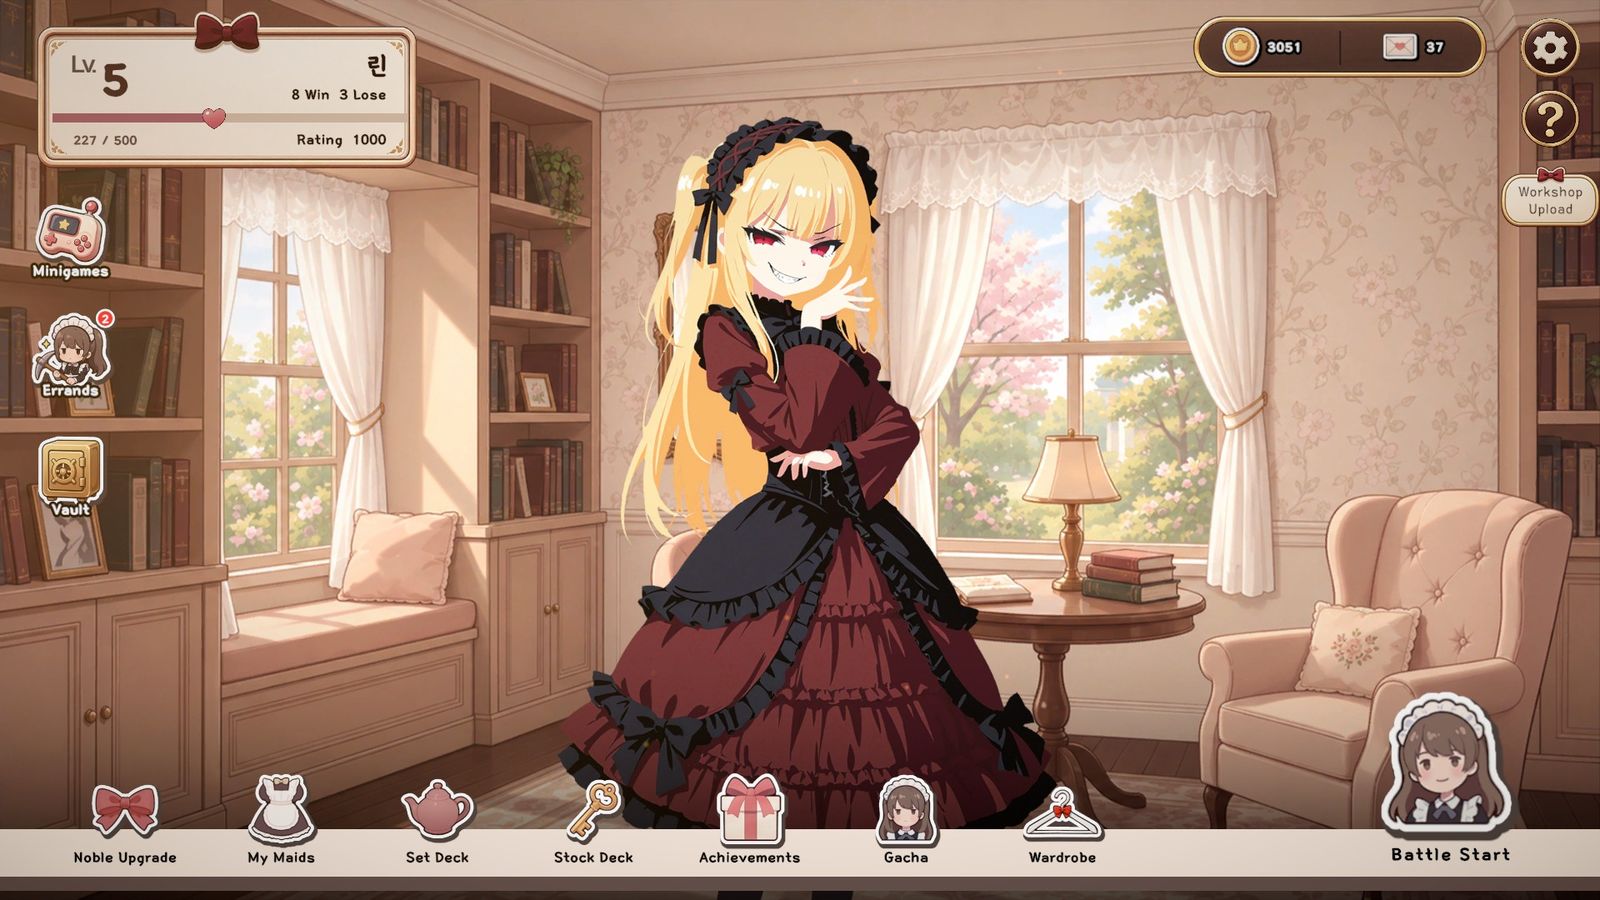 Lv. 5
린
8 Win 3 Lose
227 / 500
Rating 1000
3051
37
?
Workshop
Upload
Minigames
2
Errands
Vault
Noble Upgrade
My Maids
Set Deck
Stock Deck
Achievements
Gacha
Wardrobe
Battle Start